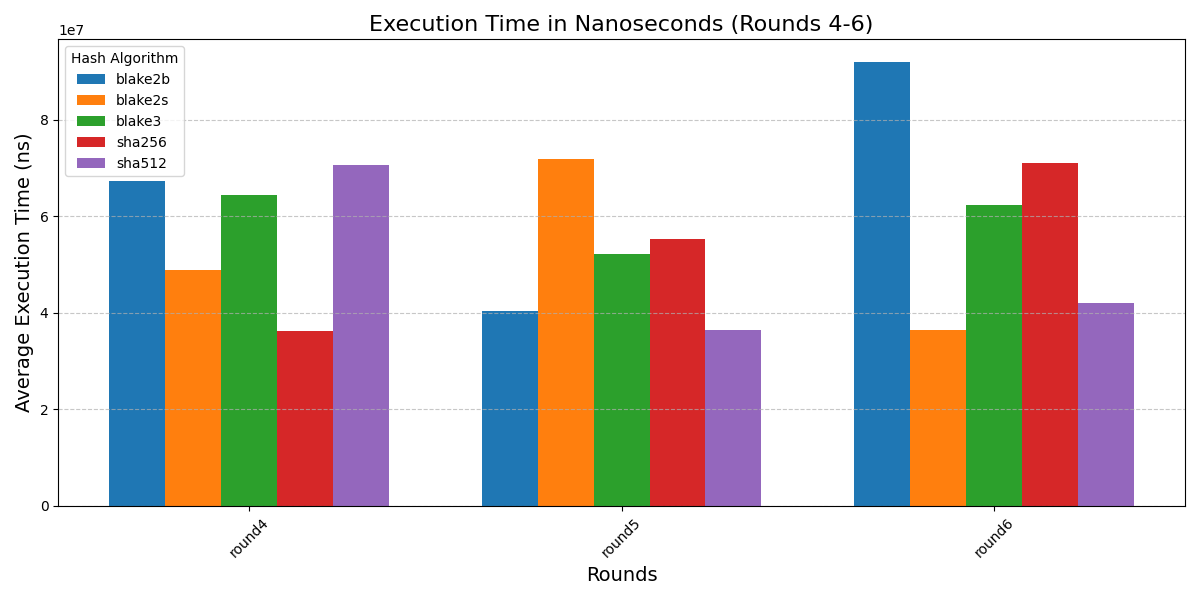 Execution Time in Nanoseconds (Rounds 4-6)
1e7
Hash Algorithm
blake2b
blake2s
blake3
sha256
sha512
8
6
4
2
0
Average Execution Time (ns)
round4
round5
round6
Rounds